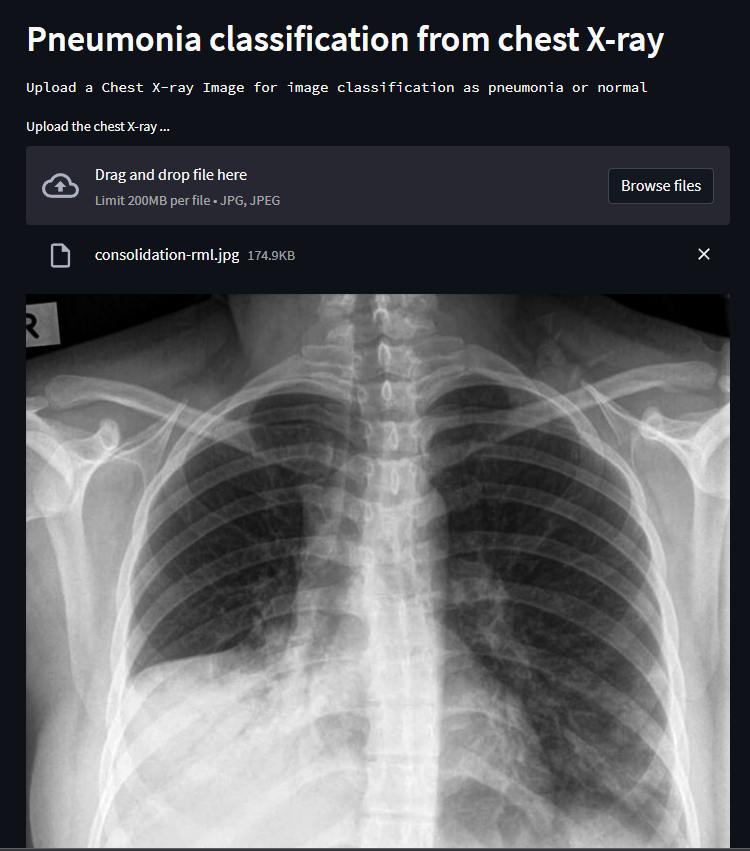 Pneumonia classification from chest X-ray
Upload a Chest X-ray Image for image classification as pneumonia or normal
Upload the chest X-ray ...
Drag and drop file here
Limit 200MB per file • JPG, JPEG
Browse files
consolidation-rml.jpg 174.9KB
R